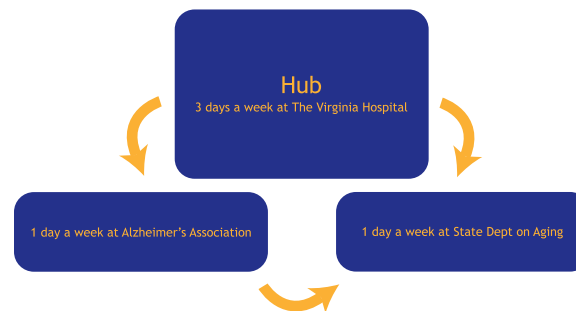 Hub
3 days a week at The Virginia Hospital
1 day a week at Alzheimer's Association
1 day a week at State Dept on Aging